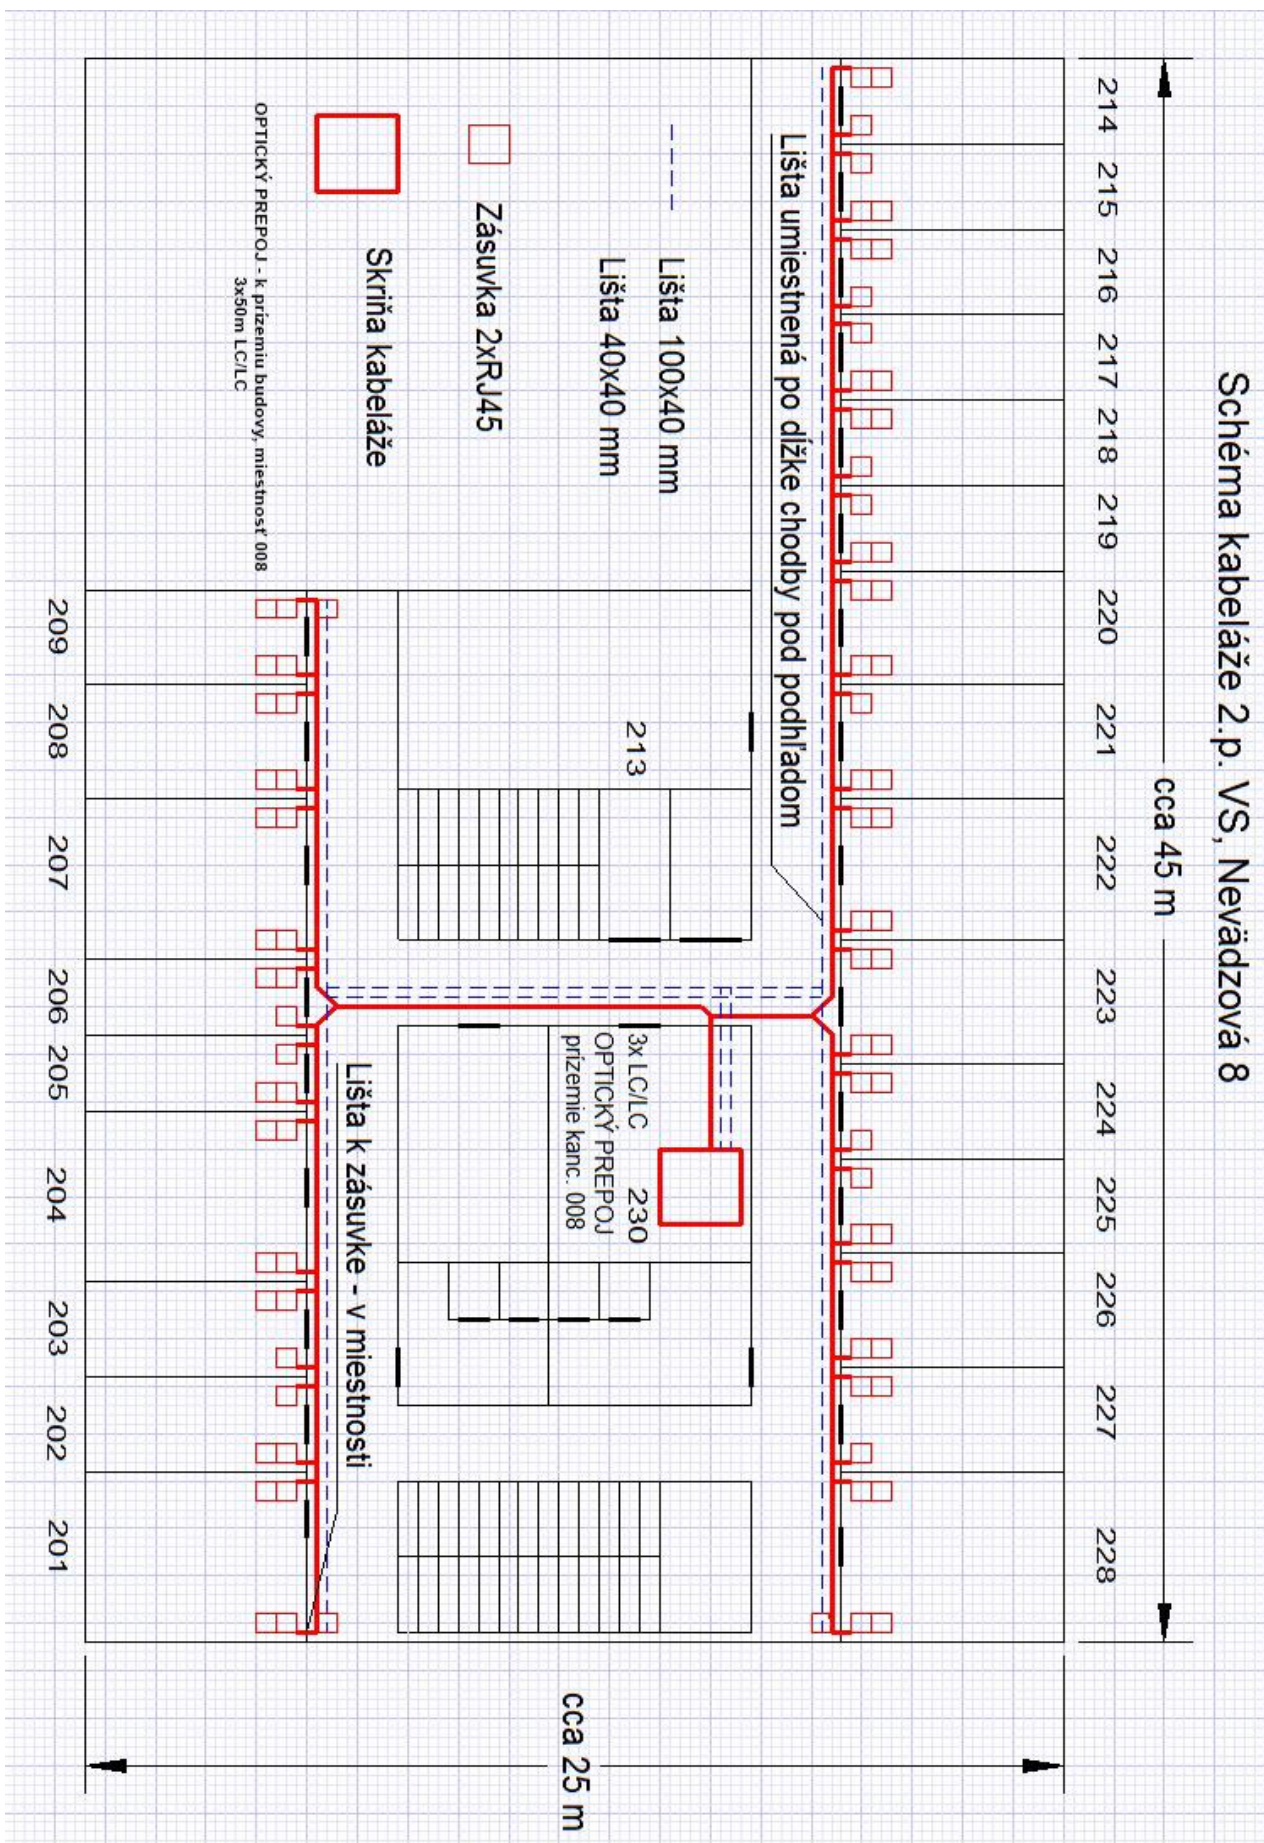 Schéma kabeláže 2.p. VS, Nevädzová 8
cca 45 m
214
215
216
217
218
219
220
221
222
223
224
225
226
227
228
Lišta umiestnená po dĺžke chodby pod podhľadom
Lišta 100x40 mm
Lišta 40x40 mm
Zásuvka 2xRJ45
Skriňa kabeláže
OPTICKÝ PREPOJ - k prízemiu budovy, miestnosť 008
3x50m LC/LC
213
3x LC/LC
230
OPTICKÝ PREPOJ
prízemie kanc. 008
Lišta k zásuvke - v miestnosti
209
208
207
206
205
204
203
202
201
cca 25 m